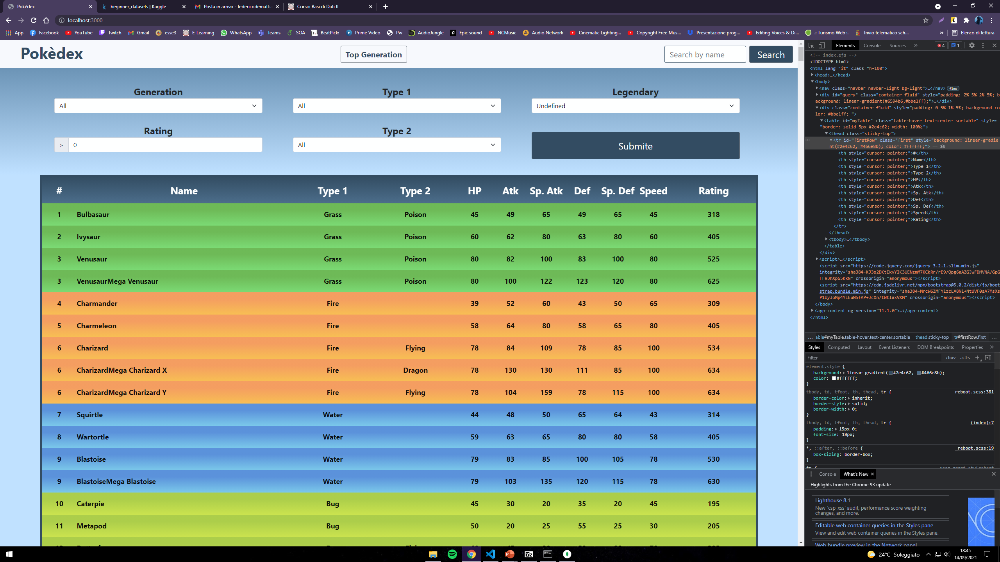 Pokèdex
beginner_datasets | Kaggle
Posta in arrivo - federicodemattia
Corso: Basi di Dati II
localhost:3000
App Facebook YouTube Twitch Gmail esse3 E-Learning WhatsApp Teams SOA BeatPick: Prime Video Pw AudioJungle Epic sound NCMusic Audio Network Cinematic Lighting... Copyright Free Mus... Presentazione prog... Editing Voices & Di... .: Turismo Web :. Invio telematico sch... » Elenco di lettura
Pokèdex
Top Generation
Search by name
Search
Generation Type 1 Legendary
All All Undefined
Rating Type 2
> 0 All Submite
# Name Type 1 Type 2 HP Atk Sp. Atk Def Sp. Def Speed Rating
1 Bulbasaur Grass Poison 45 49 65 49 65 45 318
2 Ivysaur Grass Poison 60 62 80 63 80 60 405
3 Venusaur Grass Poison 80 82 100 83 100 80 525
3 VenusaurMega Venusaur Grass Poison 80 100 122 123 120 80 625
4 Charmander Fire 39 52 60 43 50 65 309
5 Charmeleon Fire 58 64 80 58 65 80 405
6 Charizard Fire Flying 78 84 109 78 85 100 534
6 CharizardMega Charizard X Fire Dragon 78 130 130 111 85 100 634
6 CharizardMega Charizard Y Fire Flying 78 104 159 78 115 100 634
7 Squirtle Water 44 48 50 65 64 43 314
8 Wartortle Water 59 63 65 80 80 58 405
9 Blastoise Water 79 83 85 100 105 78 530
9 BlastoiseMega Blastoise Water 79 103 135 120 115 78 630
10 Caterpie Bug 45 30 20 35 20 45 195
11 Metapod Bug 50 20 25 55 25 30 205
Elements Console Sources » 4 1
<!-- index.ejs -->
<!DOCTYPE html>
<html lang="it" class="h-100">
<head>…</head>
<body>
<nav class="navbar navbar-light bg-light">…</nav> flex
<div id="query" class="container-fluid" style="padding: 2% 5% 2% 5%; b
ackground: linear-gradient(#6594b6,#bbe1ff);">…</div>
<div class="container-fluid" style="padding: 0 5% 1% 5%; background-co
lor: #bbe1ff; ">
<table id="myTable" class="table-hover text-center sortable" style=
"border: solid 5px #2e4c62; width: 100%;">
<thead class="sticky-top">
<tr id="firstRow" class="first" style="background: linear-gradie
nt(#2e4c62, #466e8b); color: #ffffff;"> == $0
<th style="cursor: pointer;">#</th>
<th style="cursor: pointer;">Name</th>
<th style="cursor: pointer;">Type 1</th>
<th style="cursor: pointer;">Type 2</th>
<th style="cursor: pointer;">HP</th>
<th style="cursor: pointer;">Atk</th>
<th style="cursor: pointer;">Sp. Atk</th>
<th style="cursor: pointer;">Def</th>
<th style="cursor: pointer;">Sp. Def</th>
<th style="cursor: pointer;">Speed</th>
<th style="cursor: pointer;">Rating</th>
</tr>
</thead>
<tbody>…</tbody>
</table>
</div>
<script>…</script>
<script src="https://code.jquery.com/jquery-3.2.1.slim.min.js"
integrity="sha384-KJ3o2DKtIkvYIK3UENzmM7KCkRr/rE9/Qpg6aAZGJwFDMVNA/GpG
FF93hXpG5KkN" crossorigin="anonymous"></script>
<script src="https://cdn.jsdelivr.net/npm/bootstrap@5.0.2/dist/js/boot
strap.bundle.min.js" integrity="sha384-MrcW6ZMFYlzcLA8Nl+NtUVF0sA7MsXs
P1UyJoMp4YLEuNSfAP+JcXn/tWtIaxVXM" crossorigin="anonymous"></script>
</body>
<app-content ng-version="11.1.0">…</app-content>
</html>
... able#myTable.table-hover.text-center.sortable thead.sticky-top tr#firstRow.first ...
Styles Computed Layout Event Listeners DOM Breakpoints Properties »
Filter :hov .cls +
element.style {
background: linear-gradient(#2e4c62, #466e8b);
color: #ffffff;
}
tbody, td, tfoot, th, thead, tr { _reboot.scss:381
border-color: inherit;
border-style: solid;
border-width: 0;
}
tbody, td, tfoot, th, thead, tr { (index):7
padding: 15px 0;
font-size: 18px;
}
*, ::after, ::before { _reboot.scss:19
box-sizing: border-box;
}
tr { user agent stylesheet
Console What's New
Highlights from the Chrome 93 update
Lighthouse 8.1
New `csp-xss` audit, performance score weighting
changes, and more.
Editable web container queries in the Styles pane
View and edit web container queries in the Styles pane.
Web bundle preview in the Network panel
24°C Soleggiato
18:45
14/09/2021